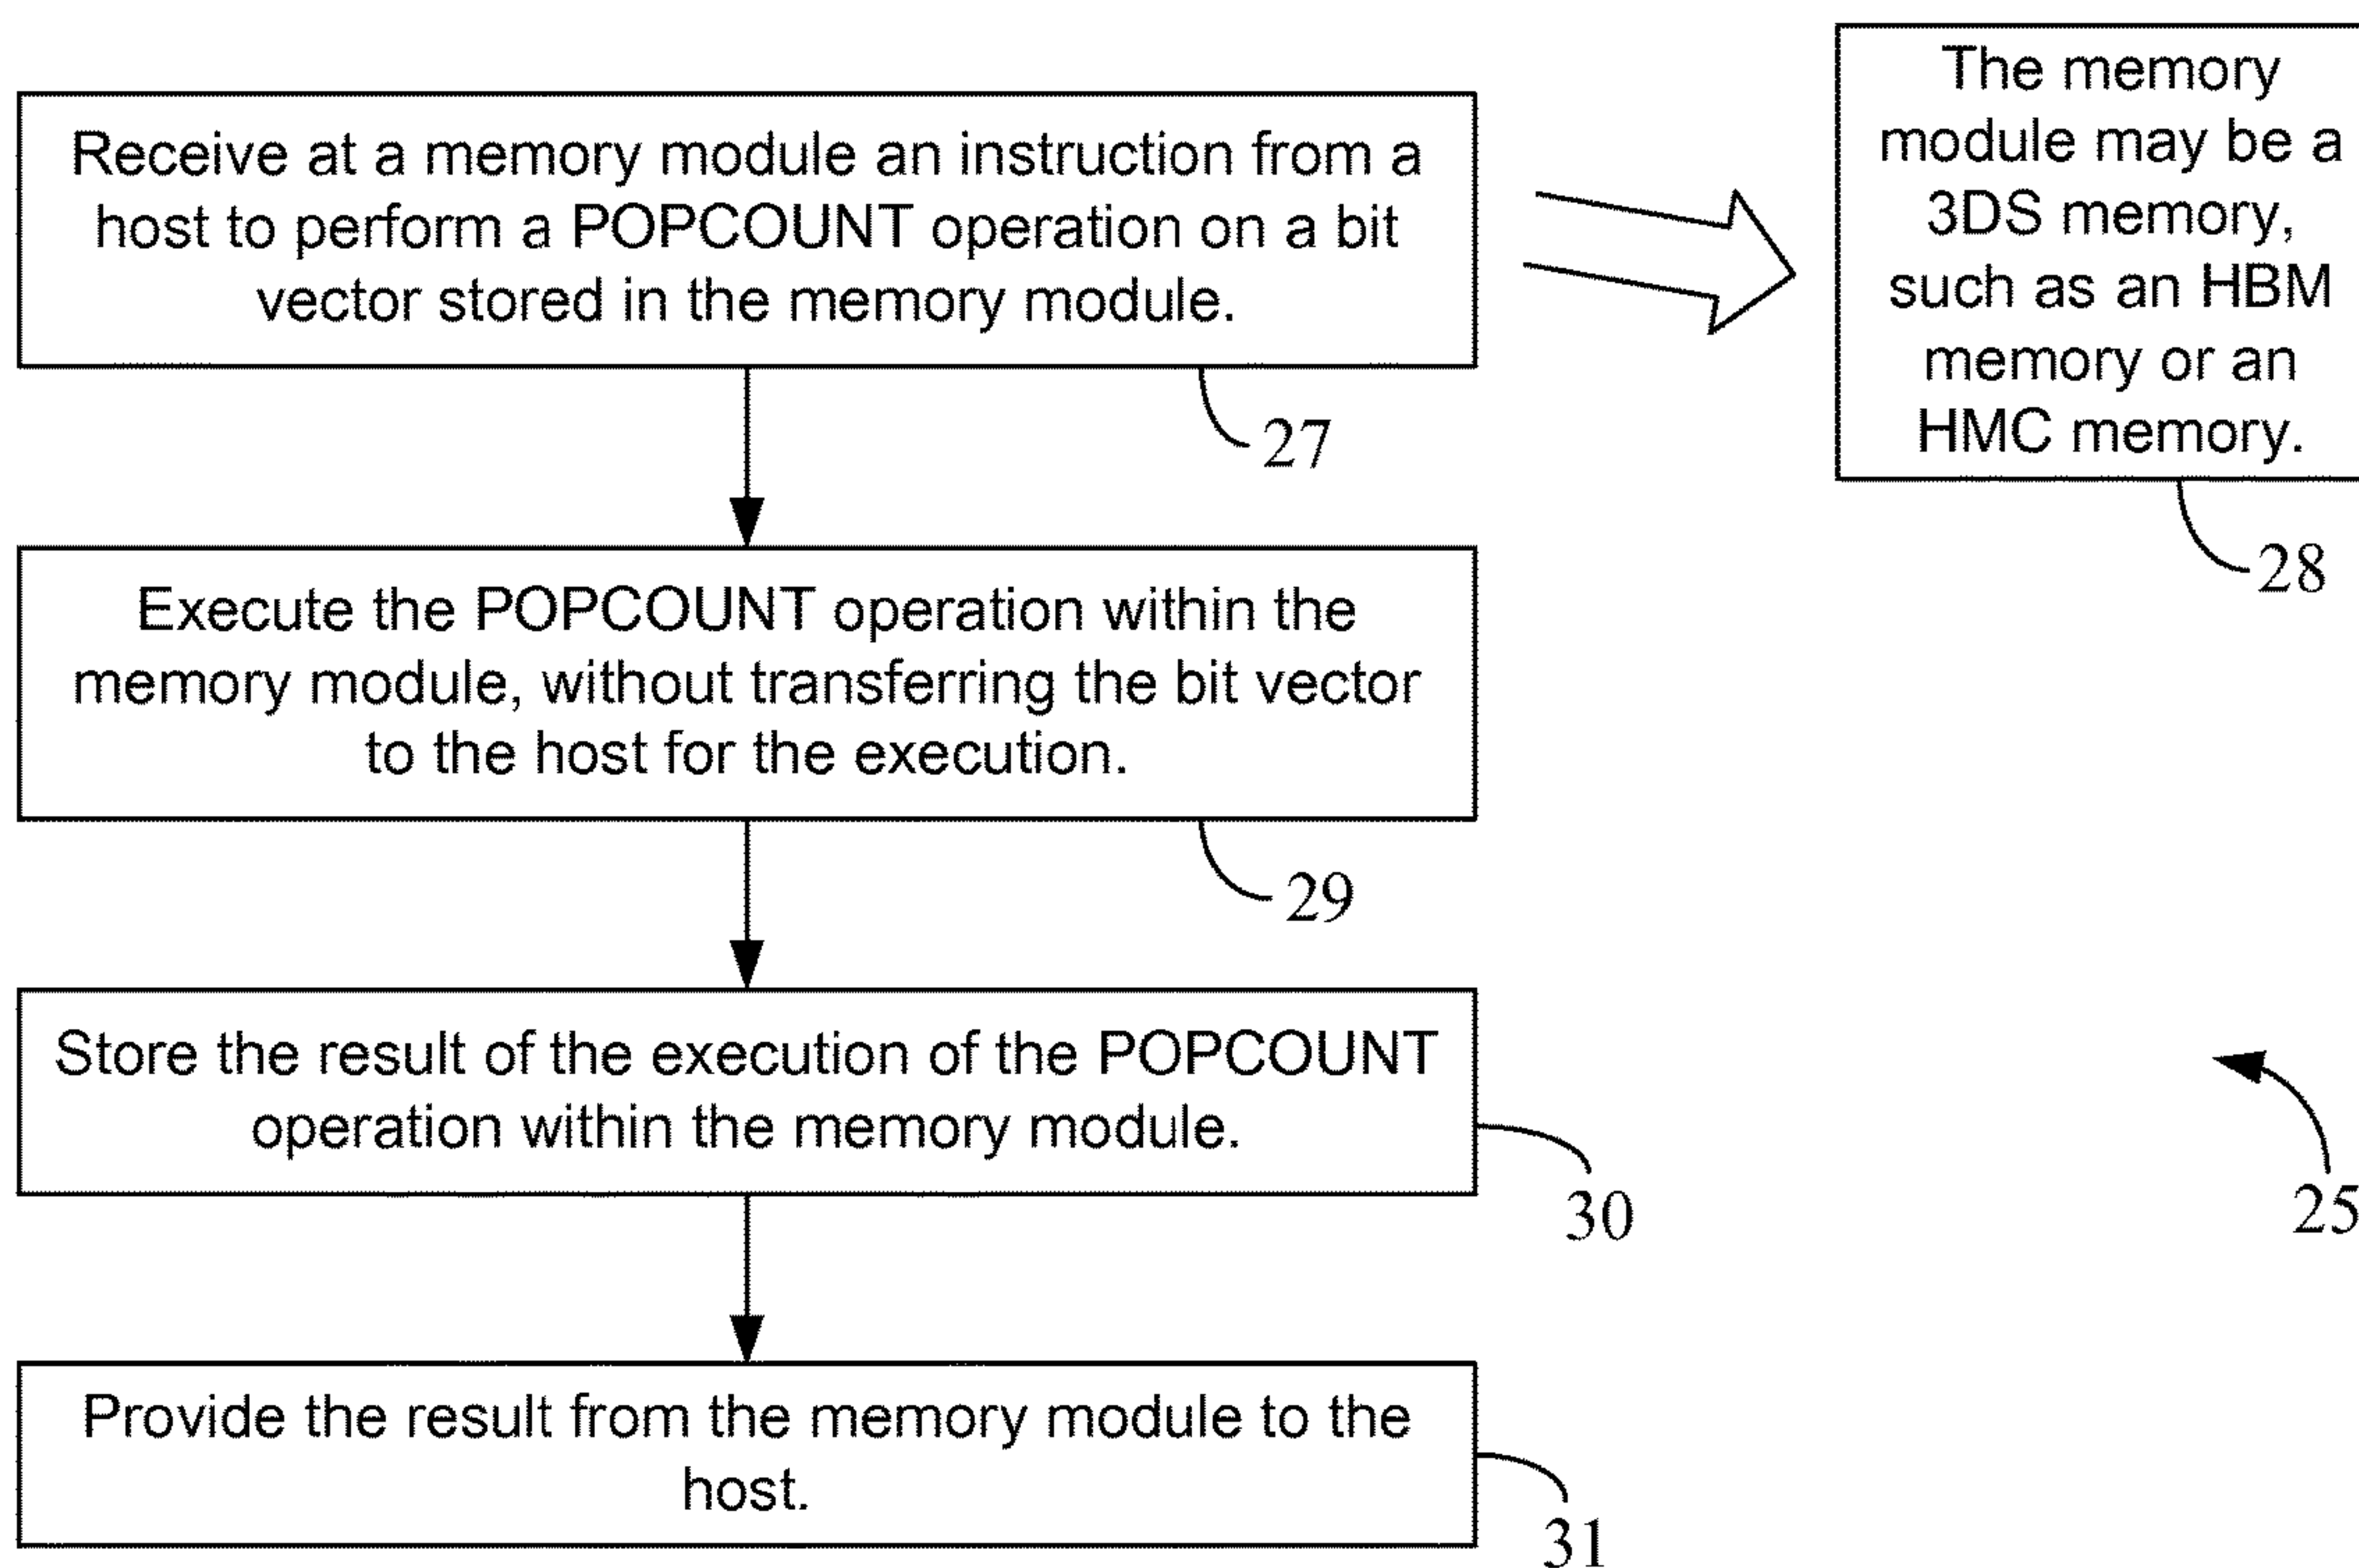 Receive at a memory module an instruction from a
host to perform a POPCOUNT operation on a bit
vector stored in the memory module.
27
The memory
module may be a
3DS memory,
such as an HBM
memory or an
HMC memory.
28
Execute the POPCOUNT operation within the
memory module, without transferring the bit vector
to the host for the execution.
29
Store the result of the execution of the POPCOUNT
operation within the memory module.
30
25
Provide the result from the memory module to the
host.
31